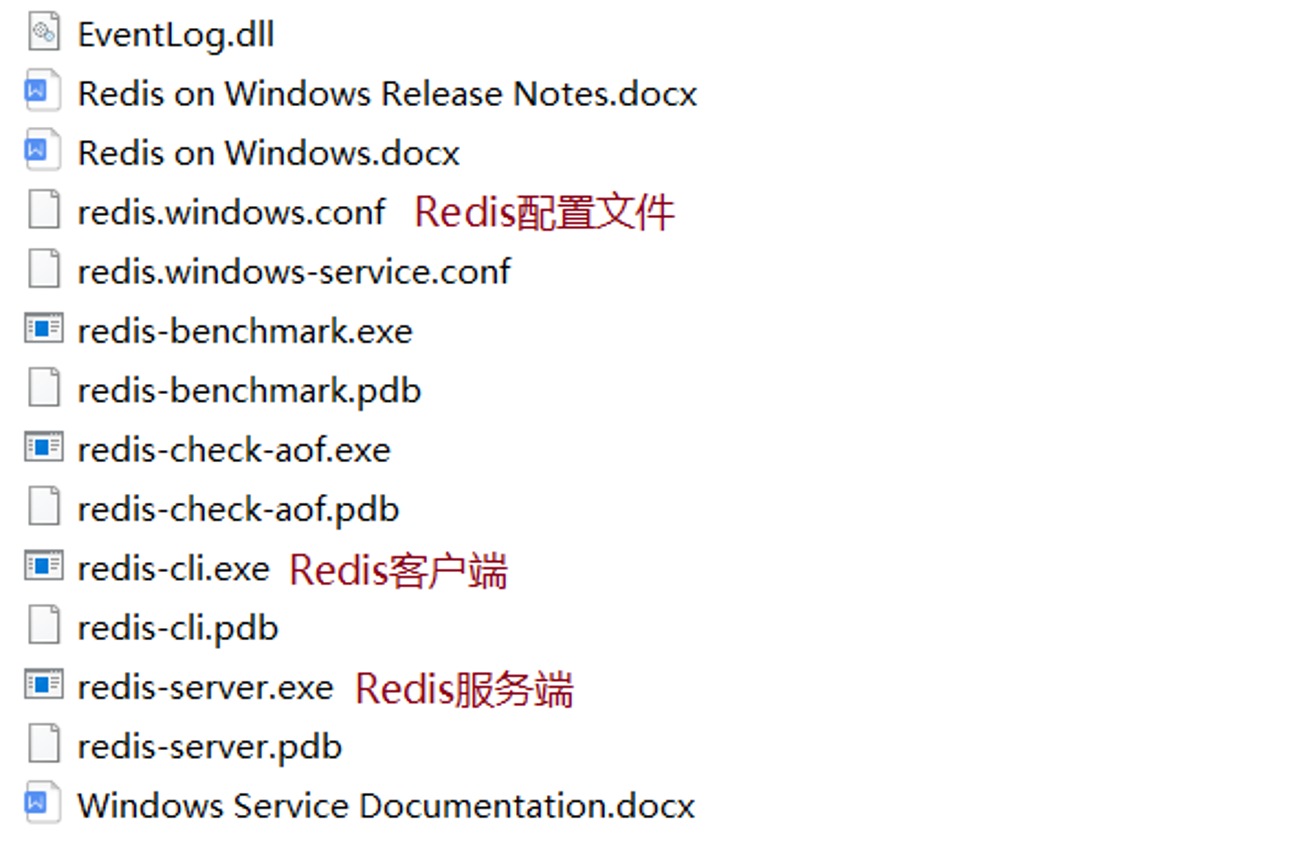 EventLog.dll
Redis on Windows Release Notes.docx
Redis on Windows.docx
redis.windows.conf Redis配置文件
redis.windows-service.conf
redis-benchmark.exe
redis-benchmark.pdb
redis-check-aof.exe
redis-check-aof.pdb
redis-cli.exe Redis客户端
redis-cli.pdb
redis-server.exe Redis服务端
redis-server.pdb
Windows Service Documentation.docx